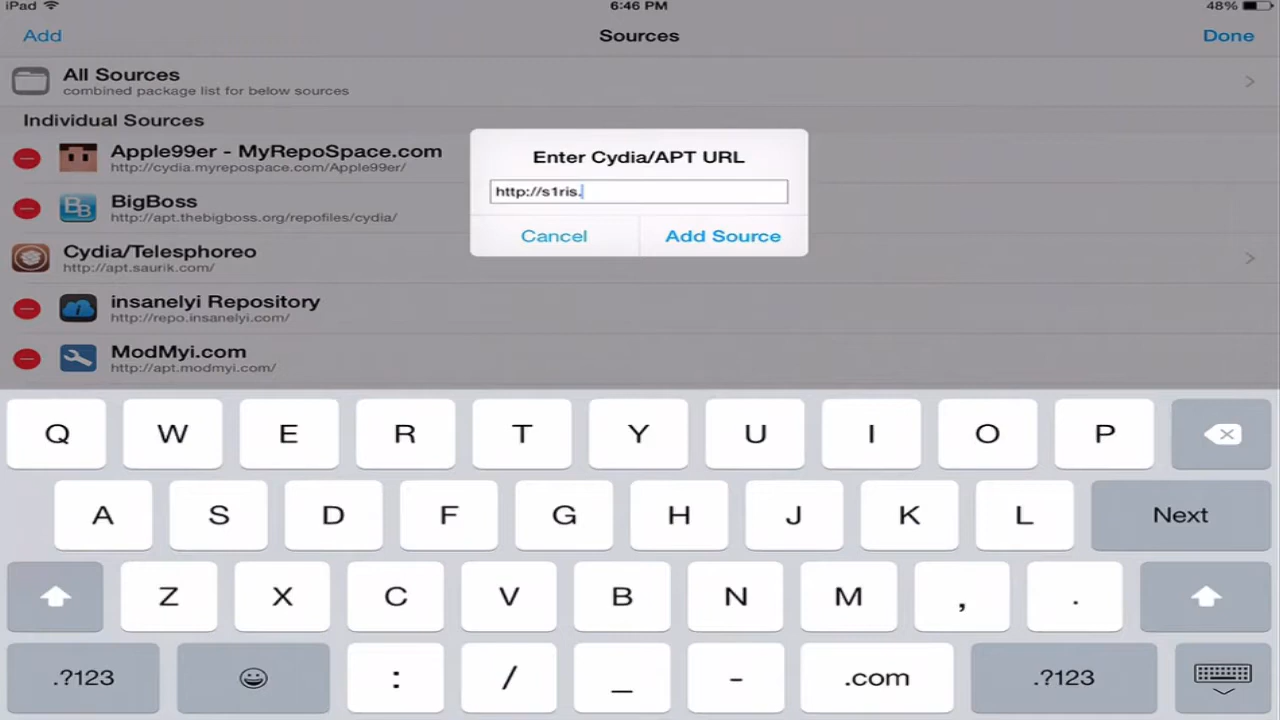 iPad 6:46 PM 48%
Add Sources Done
All Sources
combined package list for below sources
Individual Sources
Apple99er - MyRepoSpace.com
http://cydia.myrepospace.com/Apple99er/
BigBoss
http://apt.thebigboss.org/repofiles/cydia/
Cydia/Telesphoreo
http://apt.saurik.com/
insanelyi Repository
http://repo.insanelyi.com/
ModMyi.com
http://apt.modmyi.com/
Enter Cydia/APT URL
http://s1ris.
Cancel Add Source
Q W E R T Y U I O P
A S D F G H J K L Next
Z X C V B N M , .
.?123 : / _ - .com .?123